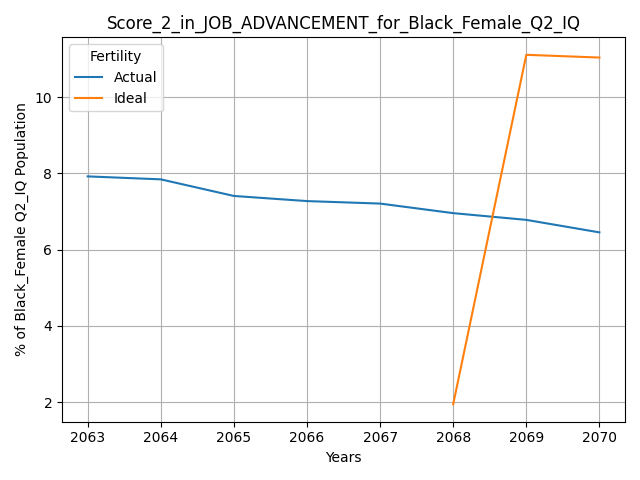 Score_2_in_JOB_ADVANCEMENT_for_Black_Female_Q2_IQ
Fertility
Actual
Ideal
% of Black_Female Q2_IQ Population
10
8
6
4
2
2063 2064 2065 2066 2067 2068 2069 2070
Years